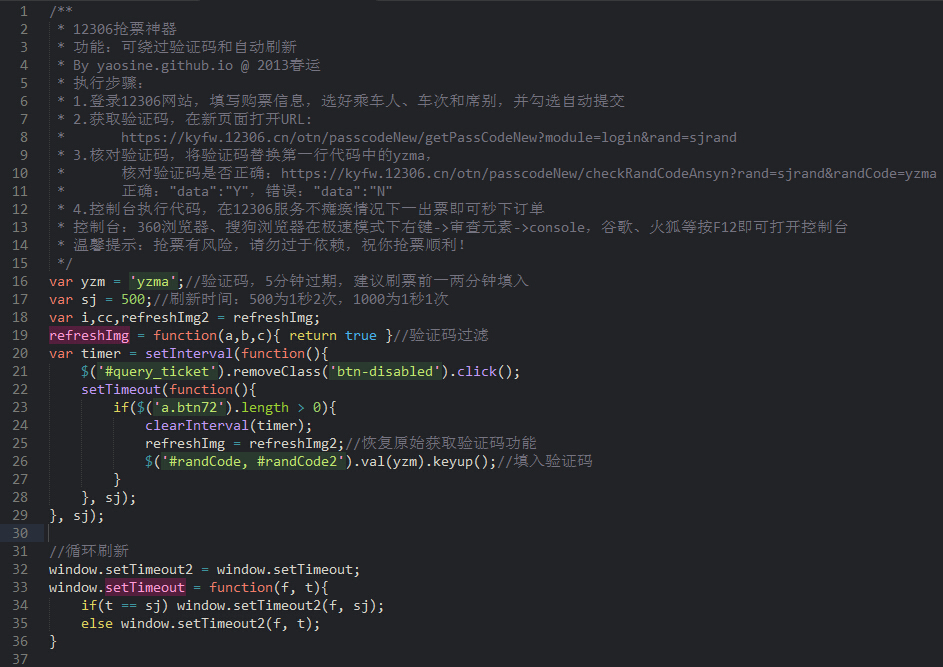 1 /**
2  * 12306抢票神器
3  * 功能：可绕过验证码和自动刷新
4  * By yaosine.github.io @ 2013春运
5  * 执行步骤：
6  * 1.登录12306网站，填写购票信息，选好乘车人、车次和席别，并勾选自动提交
7  * 2.获取验证码，在新页面打开URL:
8  *       https://kyfw.12306.cn/otn/passcodeNew/getPassCodeNew?module=login&rand=sjrand
9  * 3.核对验证码，将验证码替换第一行代码中的yzma，
10  *       核对验证码是否正确：https://kyfw.12306.cn/otn/passcodeNew/checkRandCodeAnsyn?rand=sjrand&randCode=yzma
11  *       正确："data":"Y"，错误："data":"N"
12  * 4.控制台执行代码，在12306服务不瘫痪情况下一出票即可秒下订单
13  * 控制台：360浏览器、搜狗浏览器在极速模式下右键->审查元素->console，谷歌、火狐等按F12即可打开控制台
14  * 温馨提示：抢票有风险，请勿过于依赖，祝你抢票顺利！
15  */
16 var yzm = 'yzma';//验证码，5分钟过期，建议刷票前一两分钟填入
17 var sj = 500;//刷新时间：500为1秒2次，1000为1秒1次
18 var i,cc,refreshImg2 = refreshImg;
19 refreshImg = function(a,b,c){ return true }//验证码过滤
20 var timer = setInterval(function(){
21     $('#query_ticket').removeClass('btn-disabled').click();
22     setTimeout(function(){
23         if($('a.btn72').length > 0){
24             clearInterval(timer);
25             refreshImg = refreshImg2;//恢复原始获取验证码功能
26             $('#randCode, #randCode2').val(yzm).keyup();//填入验证码
27         }
28     }, sj);
29 }, sj);
30
31 //循环刷新
32 window.setTimeout2 = window.setTimeout;
33 window.setTimeout = function(f, t){
34     if(t == sj) window.setTimeout2(f, sj);
35     else window.setTimeout2(f, t);
36 }
37